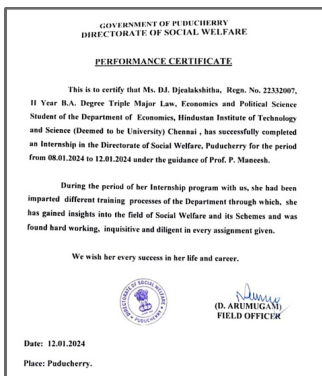 GOVERNMENT OF PUDUCHERRY
DIRECTORATE OF SOCIAL WELFARE
PERFORMANCE CERTIFICATE
This is to certify that Ms. DJ. Djealakshitha, Regn. No. 22332007,
II Year B.A. Degree Triple Major Law, Economics and Political Science
Student of the Department of Economics, Hindustan Institute of Technology
and Science (Deemed to be University) Chennai , has successfully completed
an Internship in the Directorate of Social Welfare, Puducherry for the period
from 08.01.2024 to 12.01.2024 under the guidance of Prof. P. Maneesh.
During the period of her Internship program with us, she had been
imparted different training processes of the Department through which, she
has gained insights into the field of Social Welfare and its Schemes and was
found hard working, inquisitive and diligent in every assignment given.
We wish her every success in her life and career.
DIRECTORATE OF SOCIAL WELFARE
PUDUCHERRY
(D. ARUMUGAM)
FIELD OFFICER
Date: 12.01.2024
Place: Puducherry.